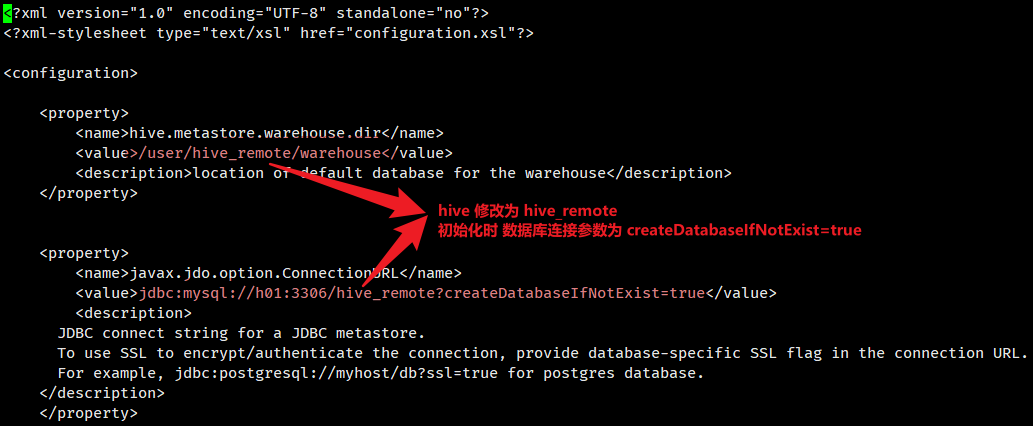 <?xml version="1.0" encoding="UTF-8" standalone="no"?>
<?xml-stylesheet type="text/xsl" href="configuration.xsl"?>
<configuration>
<property>
<name>hive.metastore.warehouse.dir</name>
<value>/user/hive_remote/warehouse</value>
<description>location of default database for the warehouse</description>
</property>
hive 修改为 hive_remote
初始化时 数据库连接参数为 createDatabaseIfNotExist=true
<property>
<name>javax.jdo.option.ConnectionURL</name>
<value>jdbc:mysql://h01:3306/hive_remote?createDatabaseIfNotExist=true</value>
<description>
JDBC connect string for a JDBC metastore.
To use SSL to encrypt/authenticate the connection, provide database-specific SSL flag in the connection URL.
For example, jdbc:postgresql://myhost/db?ssl=true for postgres database.
</description>
</property>